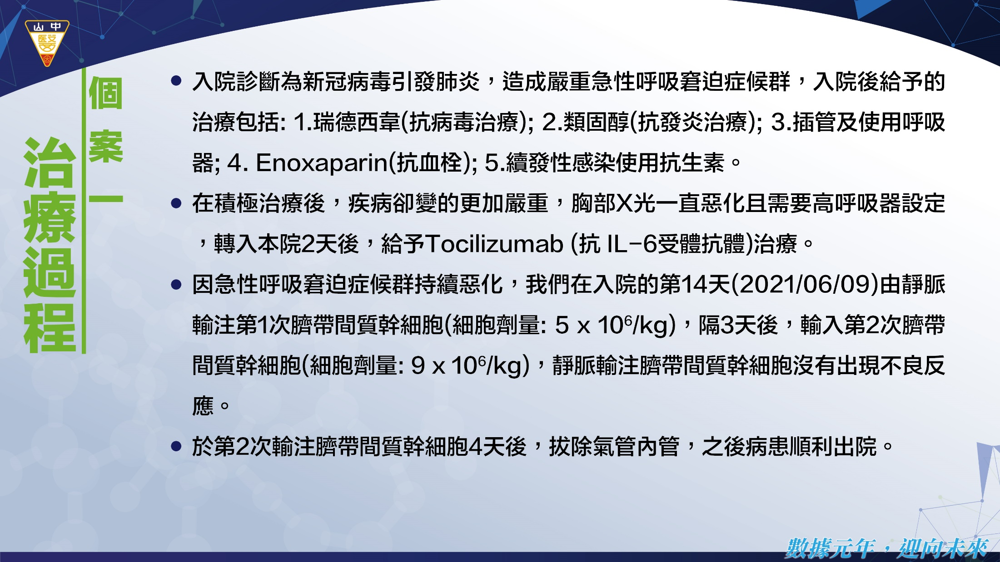 山中
醫
個案一
治療過程
● 入院診斷為新冠病毒引發肺炎，造成嚴重急性呼吸窘迫症候群，入院後給予的
治療包括: 1.瑞德西韋(抗病毒治療); 2.類固醇(抗發炎治療); 3.插管及使用呼吸
器; 4. Enoxaparin(抗血栓); 5.續發性感染使用抗生素。
● 在積極治療後，疾病卻變的更加嚴重，胸部X光一直惡化且需要高呼吸器設定
，轉入本院2天後，給予Tocilizumab (抗 IL-6受體抗體)治療。
● 因急性呼吸窘迫症候群持續惡化，我們在入院的第14天(2021/06/09)由靜脈
輸注第1次臍帶間質幹細胞(細胞劑量: 5 x 10⁶/kg)，隔3天後，輸入第2次臍帶
間質幹細胞(細胞劑量: 9 x 10⁶/kg)，靜脈輸注臍帶間質幹細胞沒有出現不良反
應。
● 於第2次輸注臍帶間質幹細胞4天後，拔除氣管內管，之後病患順利出院。
數據元年，迎向未來